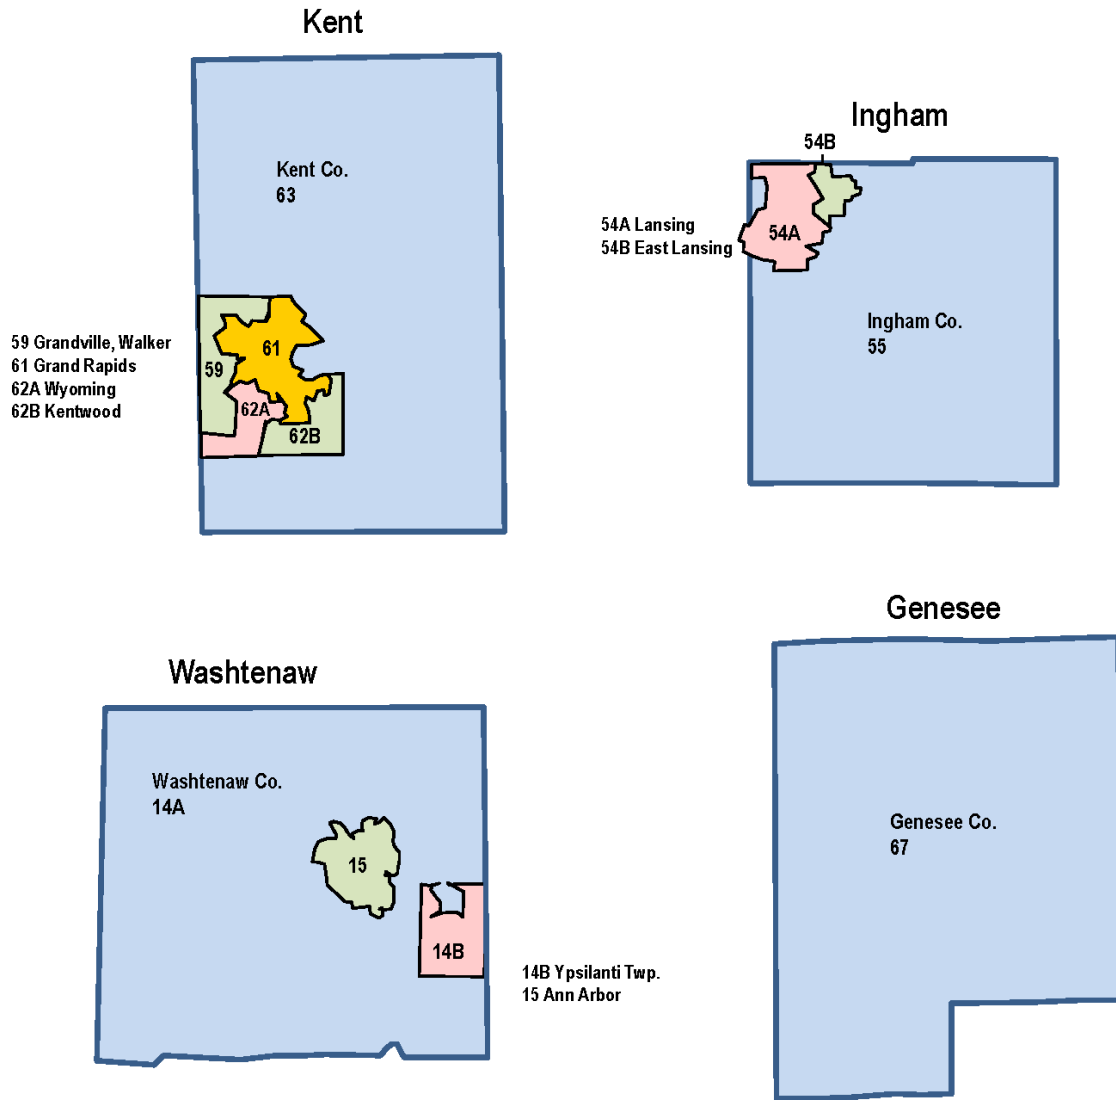 Kent
Kent Co.
63
59 Grandville, Walker
61 Grand Rapids
62A Wyoming
62B Kentwood
59
61
62A
62B
Ingham
54B
54A Lansing
54B East Lansing
54A
Ingham Co.
55
Washtenaw
Washtenaw Co.
14A
15
14B
14B Ypsilanti Twp.
15 Ann Arbor
Genesee
Genesee Co.
67